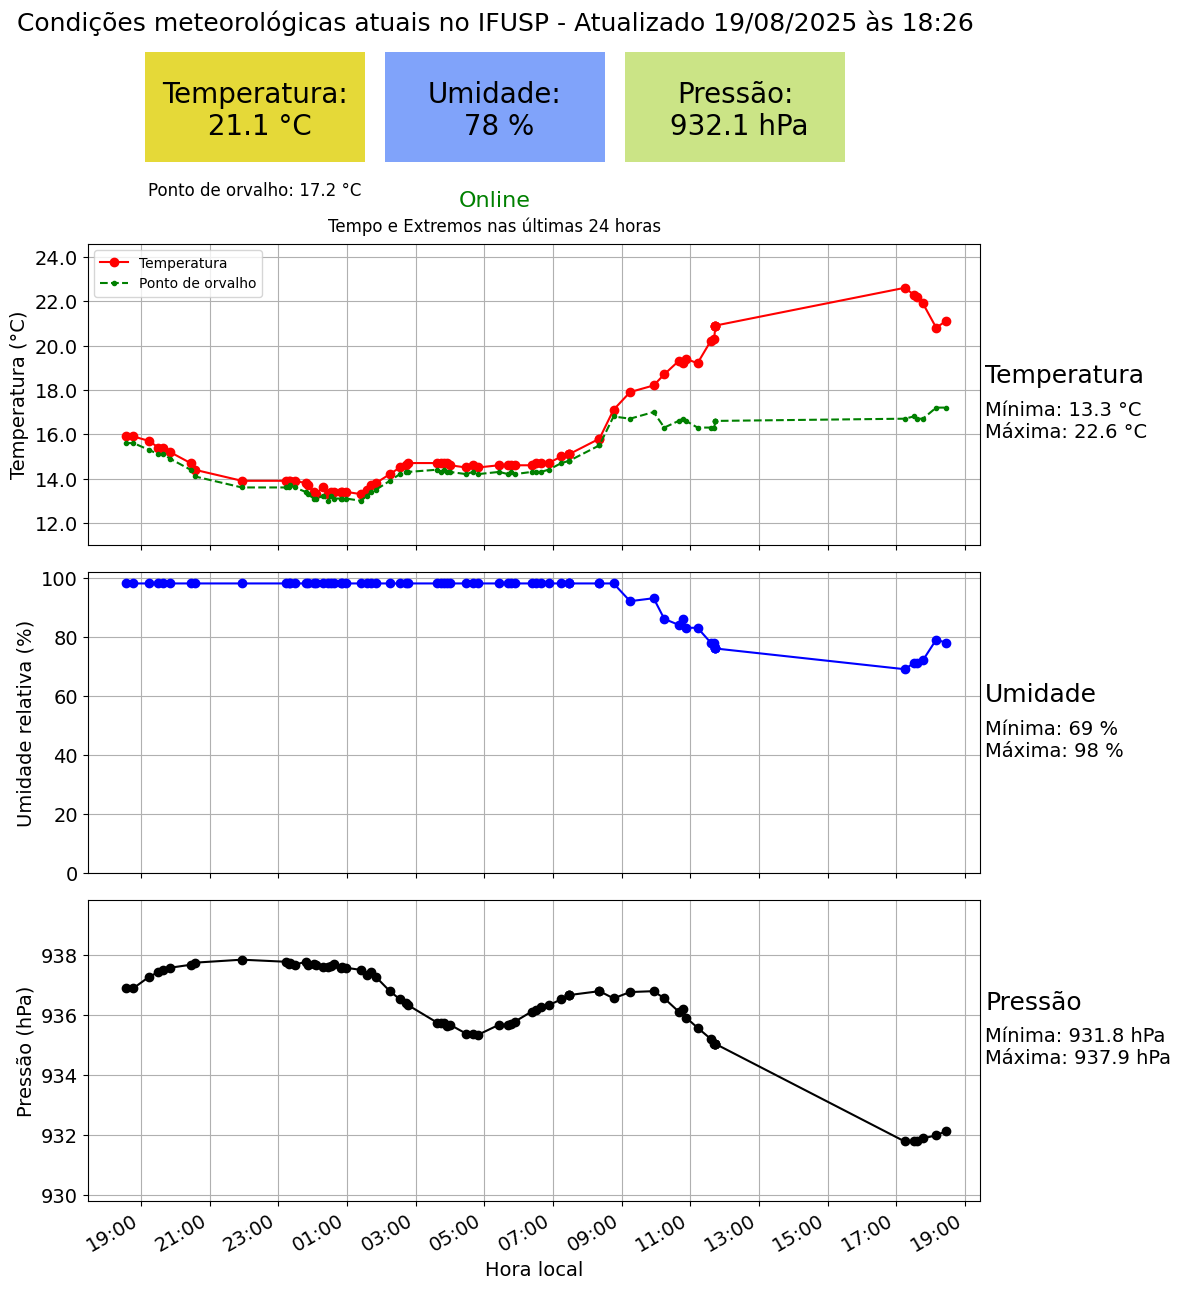 Condições meteorológicas atuais no IFUSP - Atualizado 19/08/2025 às 18:26
Temperatura:
21.1 °C
Umidade:
78 %
Pressão:
932.1 hPa
Ponto de orvalho: 17.2 °C
Online
Tempo e Extremos nas últimas 24 horas
Temperatura
Ponto de orvalho
Temperatura (°C)
24.0
22.0
20.0
18.0
16.0
14.0
12.0
Temperatura
Mínima: 13.3 °C
Máxima: 22.6 °C
Umidade relativa (%)
100
80
60
40
20
0
Umidade
Mínima: 69 %
Máxima: 98 %
Pressão (hPa)
938
936
934
932
930
Pressão
Mínima: 931.8 hPa
Máxima: 937.9 hPa
19:00 21:00 23:00 01:00 03:00 05:00 07:00 09:00 11:00 13:00 15:00 17:00 19:00
Hora local